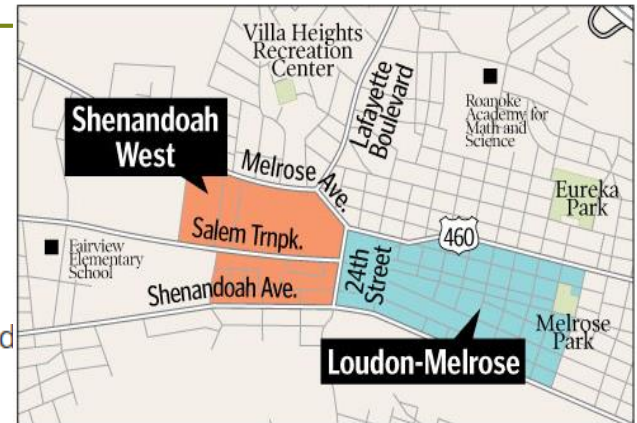 Villa Heights
Recreation
Center
Lafayette
Boulevard
Roanoke
Academy for
Math and
Science
Shenandoah
West
Melrose Ave.
Eureka
Park
460
Salem Trnpk.
Fairview
Elementary
School
24th
Street
Shenandoah Ave.
Melrose
Park
Loudon-Melrose
d